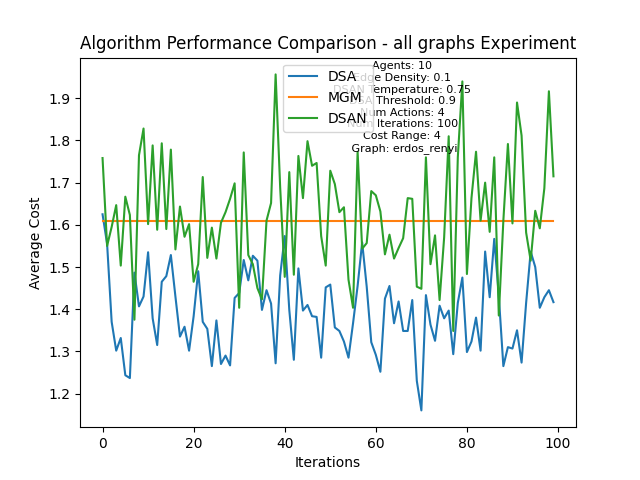 Algorithm Performance Comparison - all graphs Experiment
Agents: 10
Edge Density: 0.1
DSAN Temperature: 0.75
DSA Threshold: 0.9
Num Actions: 4
Num Iterations: 100
Cost Range: 4
Graph: erdos_renyi
DSA
MGM
DSAN
Average Cost
1.9
1.8
1.7
1.6
1.5
1.4
1.3
1.2
0
20
40
60
80
100
Iterations